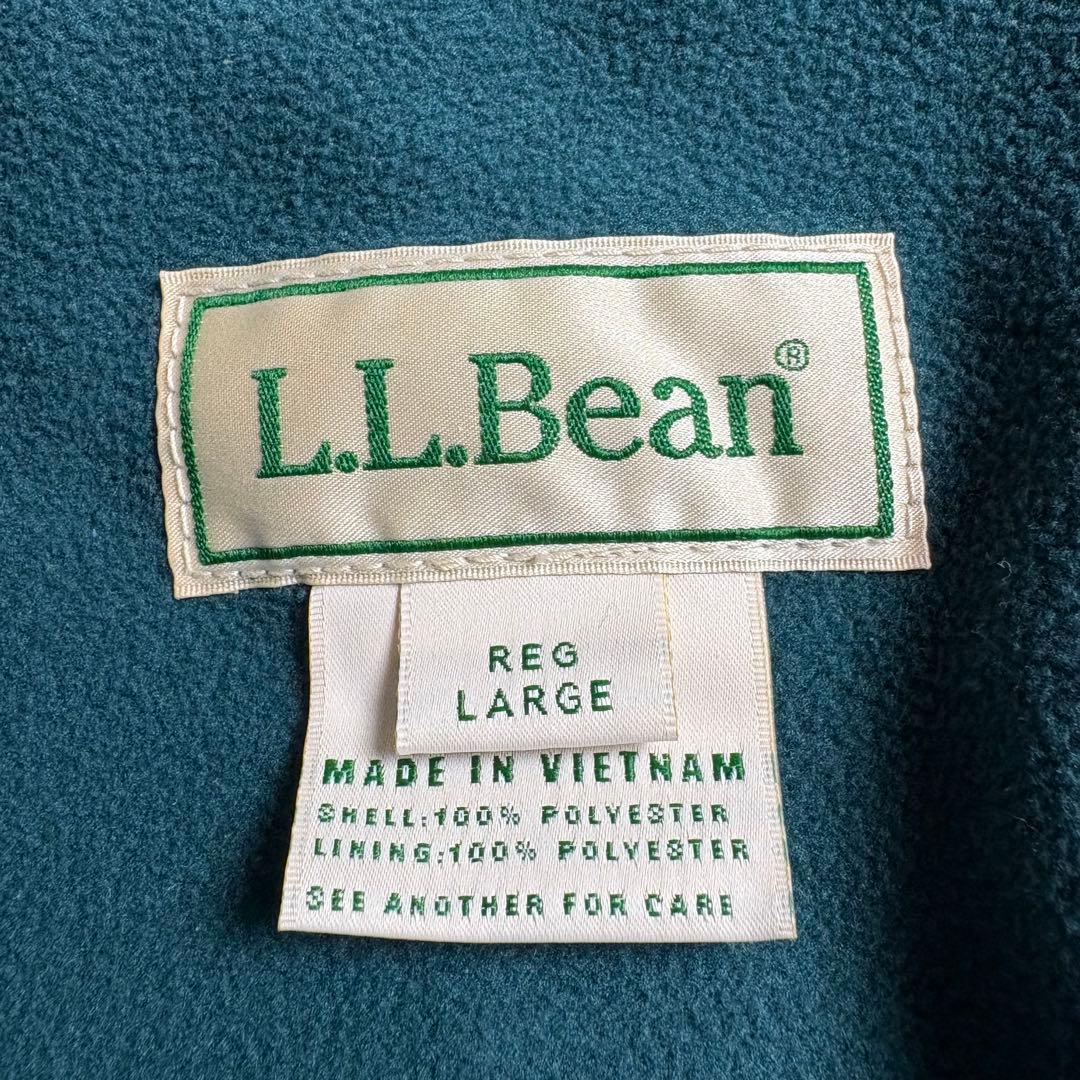 L.L.Bean®
REG
LARGE
MADE IN VIETNAM
SHELL:100% POLYESTER
LINING:100% POLYESTER
SEE ANOTHER FOR CARE